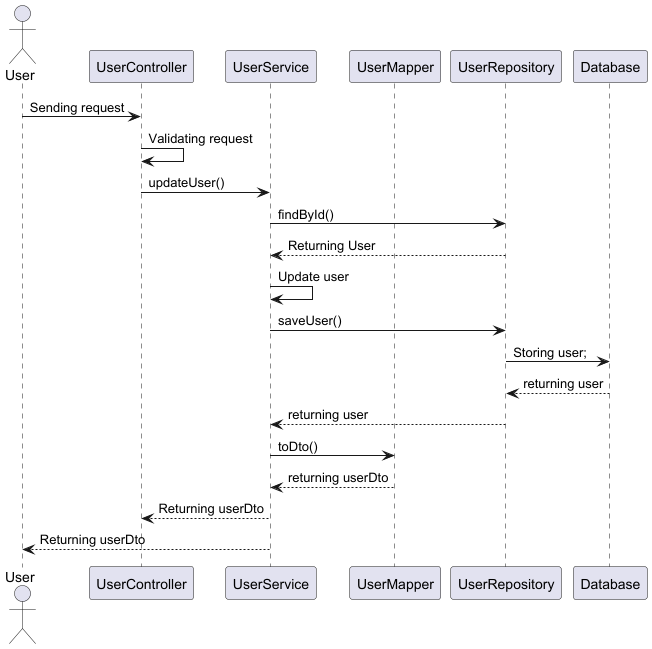 User
UserController
UserService
UserMapper
UserRepository
Database
Sending request
Validating request
updateUser()
findById()
Returning User
Update user
saveUser()
Storing user;
returning user
returning user
toDto()
returning userDto
Returning userDto
Returning userDto
User
UserController
UserService
UserMapper
UserRepository
Database